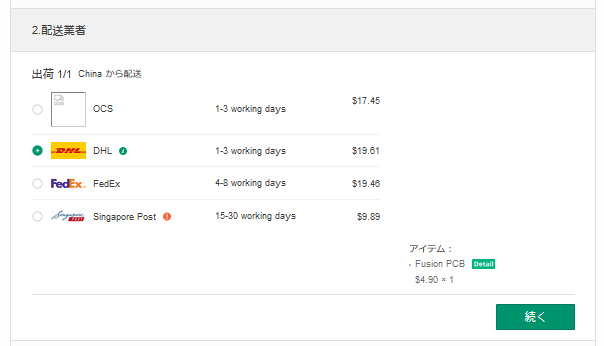 2.配送業者
出荷 1/1 China から配送
OCS 1-3 working days $17.45
DHL DHL 1-3 working days $19.61
FedEx FedEx 4-8 working days $19.46
Singapore POST Singapore Post 15-30 working days $9.89
アイテム :
- Fusion PCB Detail
$4.90 × 1
続く